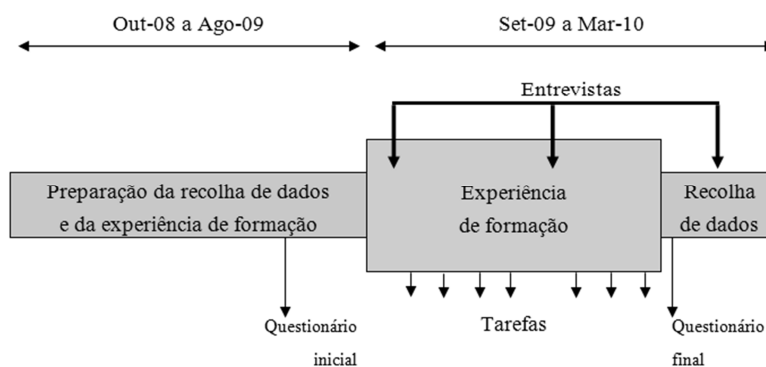 Out-08 a Ago-09
Set-09 a Mar-10
Entrevistas
Preparação da recolha de dados
e da experiência de formação
Experiência
de formação
Recolha
de dados
Questionário
inicial
Tarefas
Questionário
final